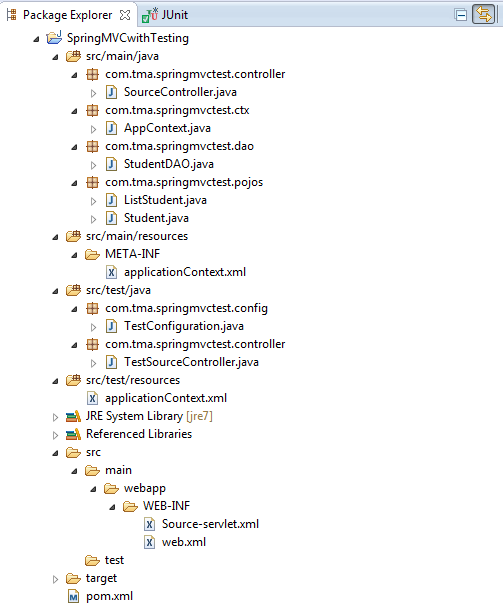 Package Explorer JUnit
SpringMVCwithTesting
src/main/java
com.tma.springmvctest.controller
SourceController.java
com.tma.springmvctest.ctx
AppContext.java
com.tma.springmvctest.dao
StudentDAO.java
com.tma.springmvctest.pojos
ListStudent.java
Student.java
src/main/resources
META-INF
applicationContext.xml
src/test/java
com.tma.springmvctest.config
TestConfiguration.java
com.tma.springmvctest.controller
TestSourceController.java
src/test/resources
applicationContext.xml
JRE System Library [jre7]
Referenced Libraries
src
main
webapp
WEB-INF
Source-servlet.xml
web.xml
test
target
pom.xml